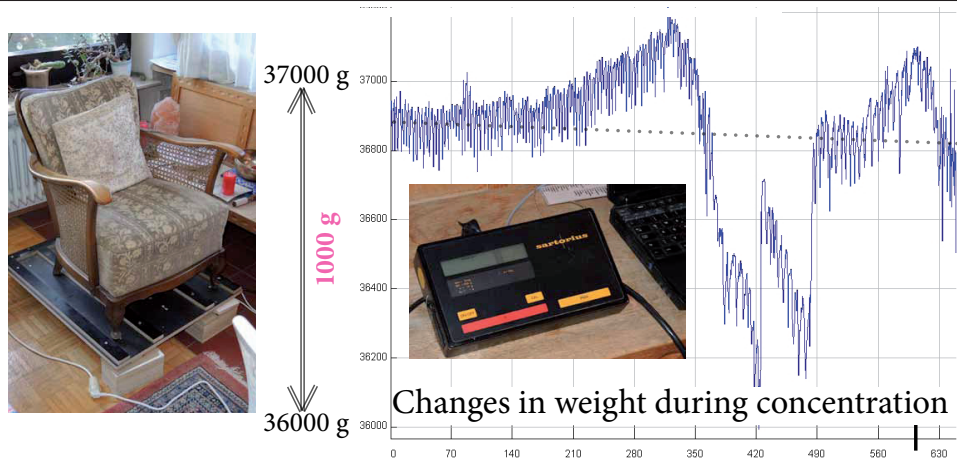 37000 g
1000 g
36000 g
37000
36800
36600
36400
36200
36000
sartorius
Changes in weight during concentration
0 70 140 210 280 350 420 490 560 630